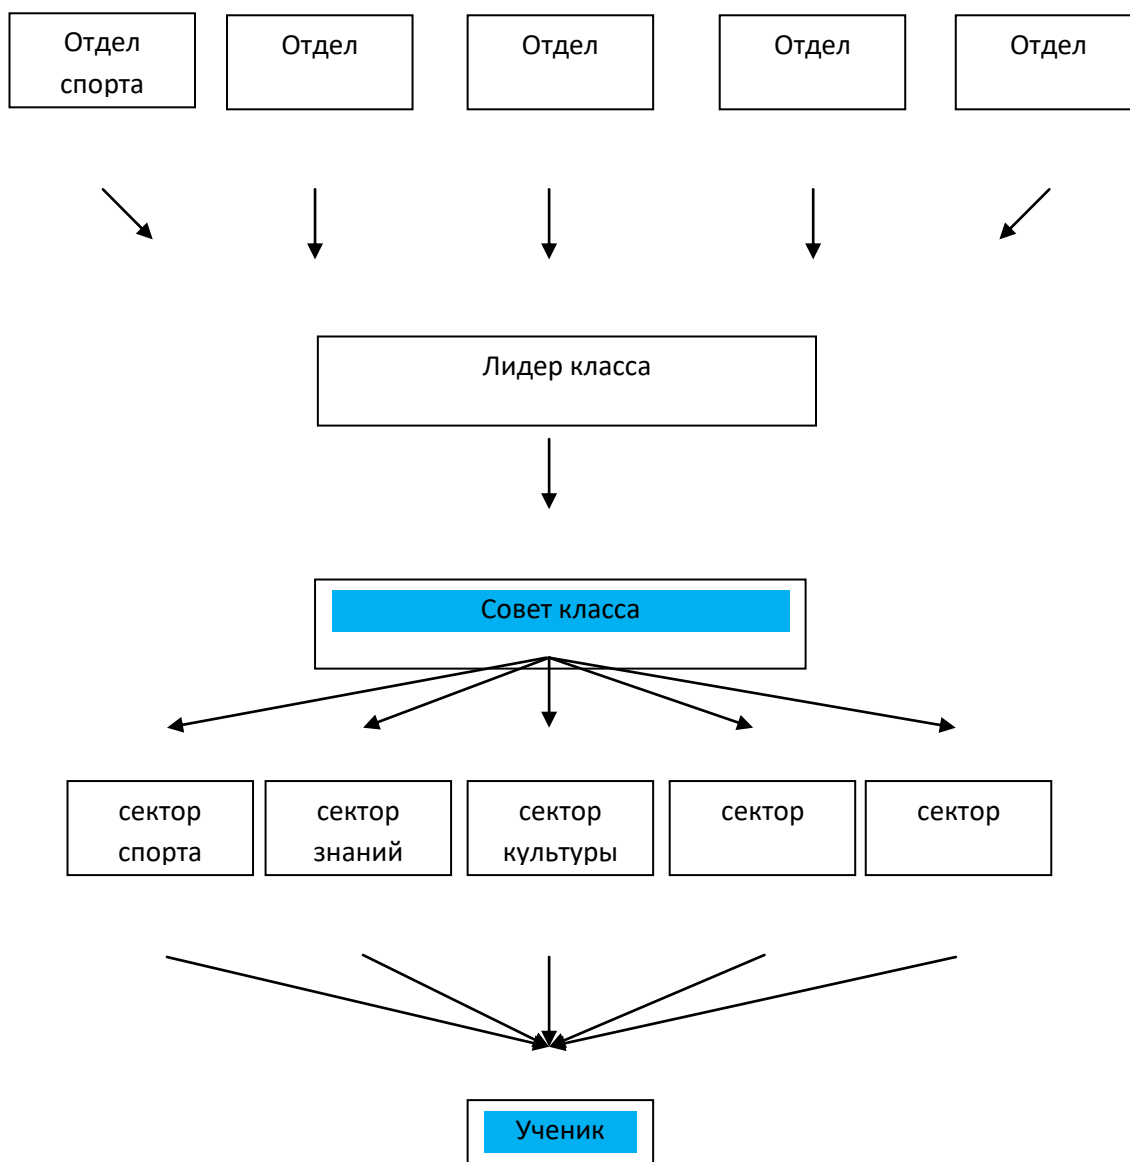 Отдел
спорта
Отдел
Отдел
Отдел
Отдел
Лидер класса
Совет класса
сектор
спорта
сектор
знаний
сектор
культуры
сектор
сектор
Ученик